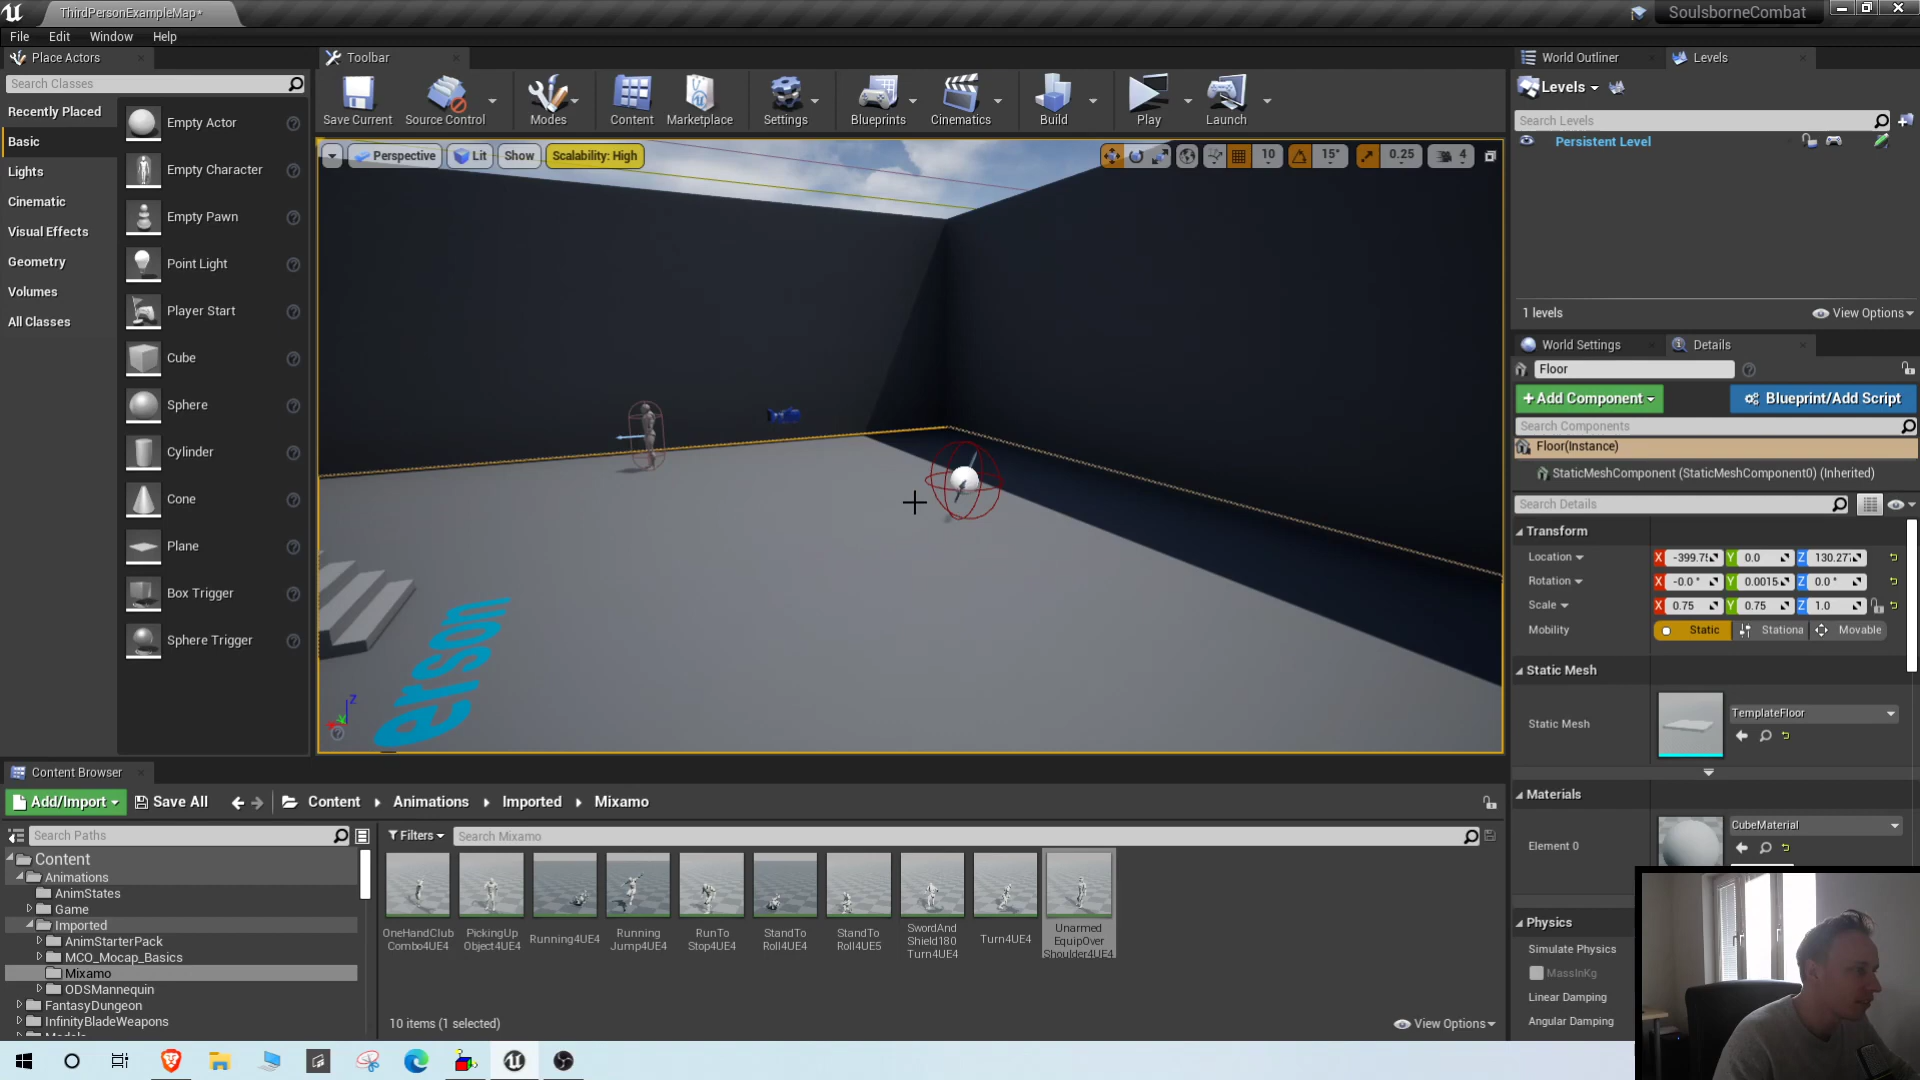 ThirdPersonExampleMap*
SoulsborneCombat
File Edit Window Help
Place Actors
Search Classes
Recently Placed
Basic
Lights
Cinematic
Visual Effects
Geometry
Volumes
All Classes
Empty Actor
Empty Character
Empty Pawn
Point Light
Player Start
Cube
Sphere
Cylinder
Cone
Plane
Box Trigger
Sphere Trigger
Toolbar
Save Current Source Control Modes Content Marketplace Settings Blueprints Cinematics Build Play Launch
Perspective Lit Show Scalability: High 10 15° 0.25 4
erson
Z
World Outliner Levels
Levels
Search Levels
Persistent Level
1 levels View Options
World Settings Details
Floor
+Add Component Blueprint/Add Script
Search Components
Floor(Instance)
StaticMeshComponent (StaticMeshComponent0) (Inherited)
Search Details
Transform
Location X -399.75 Y 0.0 Z 130.277
Rotation X -0.0 ° Y 0.0015 Z 0.0 °
Scale X 0.75 Y 0.75 Z 1.0
Mobility Static Stationa Movable
Static Mesh
Static Mesh TemplateFloor
Materials
Element 0 CubeMaterial
Physics
Simulate Physics
MassInKg
Linear Damping
Angular Damping
Content Browser
Add/Import Save All Content Animations Imported Mixamo
Search Paths
Filters Search Mixamo
Content
Animations
AnimStates
Game
Imported
AnimStarterPack
MCO_Mocap_Basics
Mixamo
ODSMannequin
FantasyDungeon
InfinityBladeWeapons
OneHandClub
Combo4UE4
PickingUp
Object4UE4
Running4UE4
Running
Jump4UE4
RunTo
Stop4UE4
StandTo
Roll4UE4
StandTo
Roll4UE5
SwordAnd
Shield180
Turn4UE4
Turn4UE4
Unarmed
EquipOver
Shoulder4UE4
10 items (1 selected) View Options